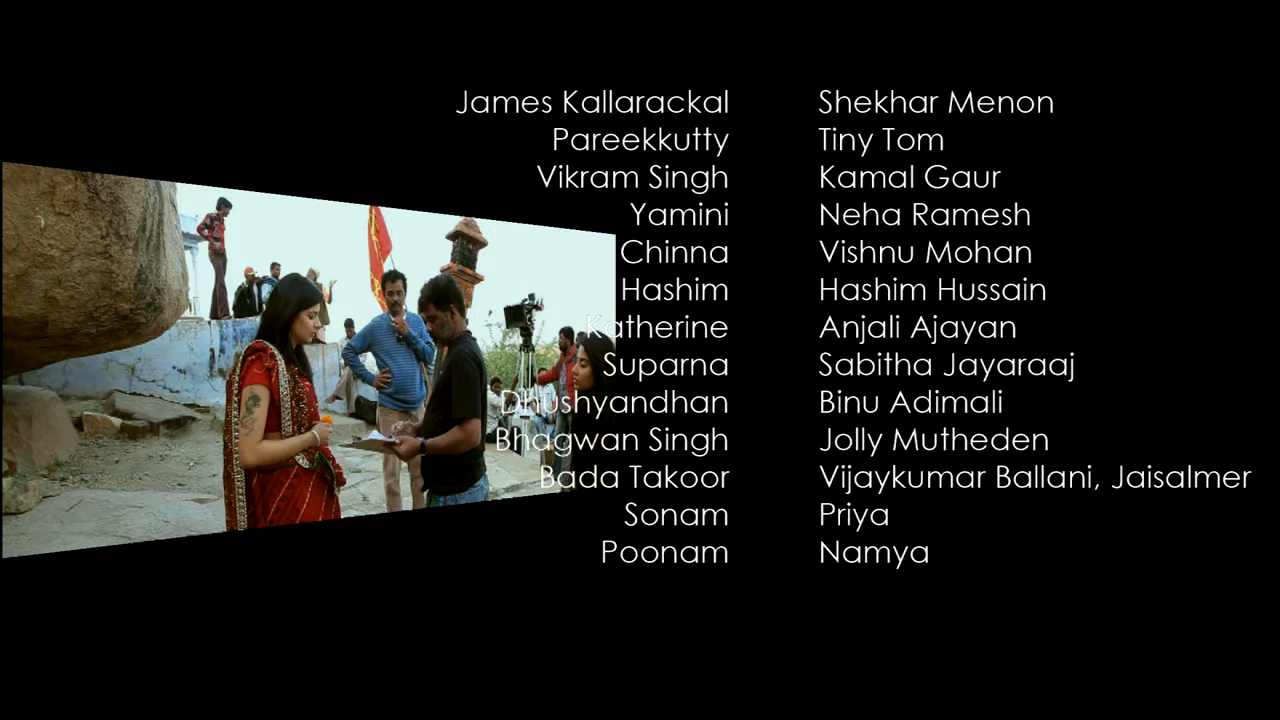 James Kallarackal Shekhar Menon
Pareekkutty Tiny Tom
Vikram Singh Kamal Gaur
Yamini Neha Ramesh
Chinna Vishnu Mohan
Hashim Hashim Hussain
Katherine Anjali Ajayan
Suparna Sabitha Jayaraaj
Dhushyandhan Binu Adimali
Bhagwan Singh Jolly Mutheden
Bada Takoor Vijaykumar Ballani, Jaisalmer
Sonam Priya
Poonam Namya